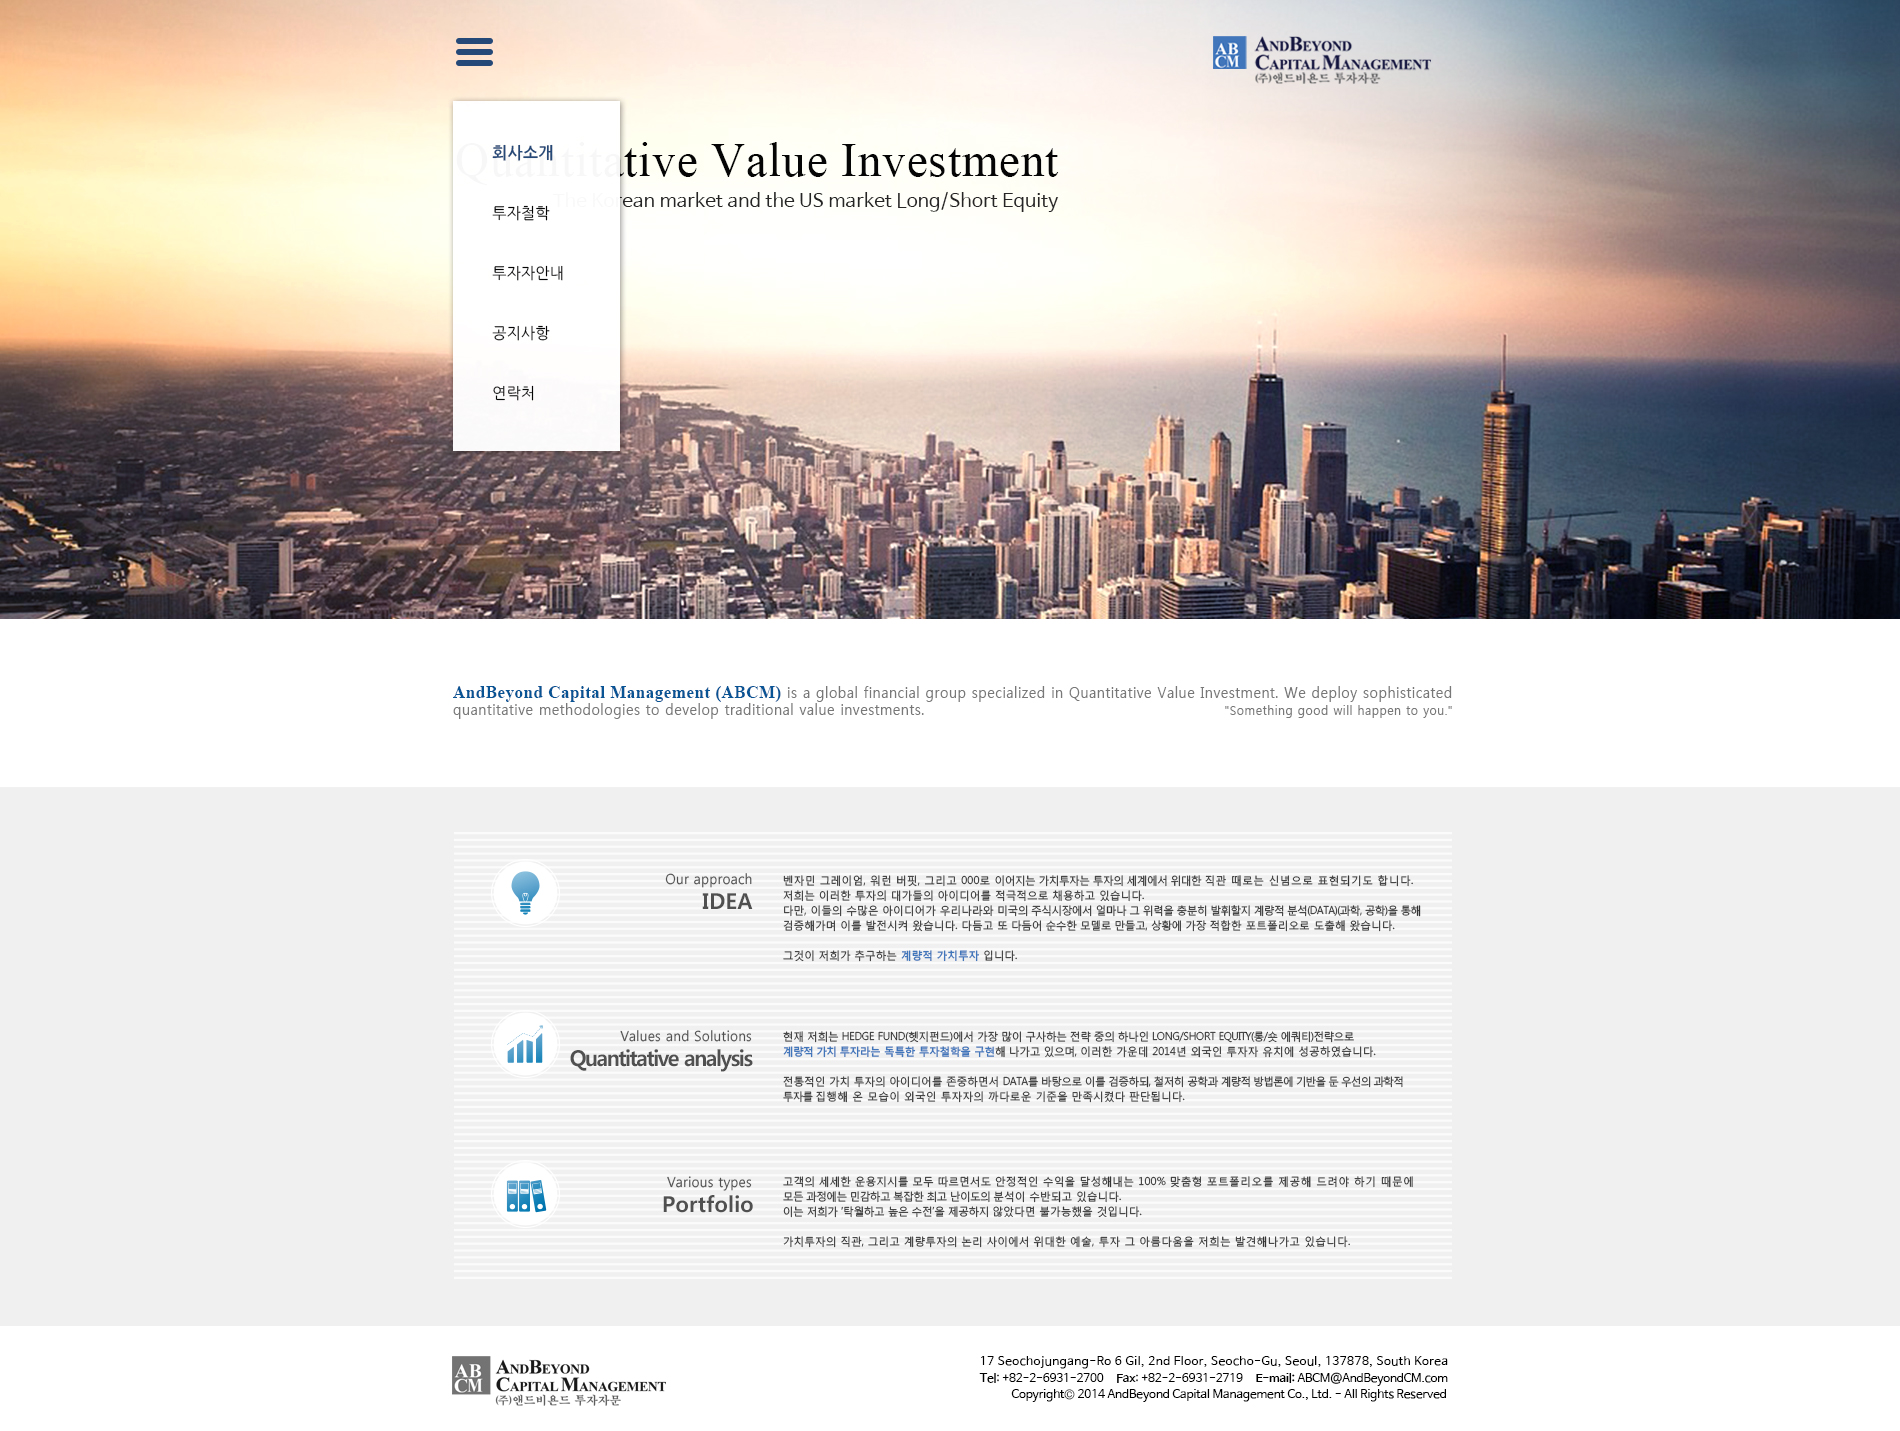 AB
CM
ANDBEYOND
CAPITAL MANAGEMENT
(주)앤드비욘드 투자자문
Quantitative Value Investment
The Korean market and the US market Long/Short Equity
회사소개
투자철학
투자자안내
공지사항
연락처
AndBeyond Capital Management (ABCM) is a global financial group specialized in Quantitative Value Investment. We deploy sophisticated
quantitative methodologies to develop traditional value investments.
"Something good will happen to you."
Our approach
IDEA
벤자민 그레이엄, 워런 버핏, 그리고 000로 이어지는 가치투자는 투자의 세계에서 위대한 직관 때로는 신념으로 표현되기도 합니다.
저희는 이러한 투자의 대가들의 아이디어를 적극적으로 채용하고 있습니다.
다만, 이들의 수많은 아이디어가 우리나라와 미국의 주식시장에서 얼마나 그 위력을 충분히 발휘할지 계량적 분석(DATA)(과학, 공학)을 통해
검증해가며 이를 발전시켜 왔습니다. 다듬고 또 다듬어 순수한 모델로 만들고, 상황에 가장 적합한 포트폴리오로 도출해 왔습니다.
그것이 저희가 추구하는 계량적 가치투자 입니다.
Values and Solutions
Quantitative analysis
현재 저희는 HEDGE FUND(헷지펀드)에서 가장 많이 구사하는 전략 중의 하나인 LONG/SHORT EQUITY(롱/숏 에쿼티)전략으로
계량적 가치 투자라는 독특한 투자철학을 구현해 나가고 있으며, 이러한 가운데 2014년 외국인 투자자 유치에 성공하였습니다.
전통적인 가치 투자의 아이디어를 존중하면서 DATA를 바탕으로 이를 검증하되, 철저히 공학과 계량적 방법론에 기반을 둔 우선의 과학적
투자를 집행해 온 모습이 외국인 투자자의 까다로운 기준을 만족시켰다 판단됩니다.
Various types
Portfolio
고객의 세세한 운용지시를 모두 따르면서도 안정적인 수익을 달성해내는 100% 맞춤형 포트폴리오를 제공해 드려야 하기 때문에
모든 과정에는 민감하고 복잡한 최고 난이도의 분석이 수반되고 있습니다.
이는 저희가 '탁월하고 높은 수전'을 제공하지 않았다면 불가능했을 것입니다.
가치투자의 직관, 그리고 계량투자의 논리 사이에서 위대한 예술, 투자 그 아름다움을 저희는 발견해나가고 있습니다.
AB
CM
ANDBEYOND
CAPITAL MANAGEMENT
(주)앤드비욘드 투자자문
17 Seochojungang-Ro 6 Gil, 2nd Floor, Seocho-Gu, Seoul, 137878, South Korea
Tel: +82-2-6931-2700 Fax: +82-2-6931-2719 E-mail: ABCM@AndBeyondCM.com
Copyright© 2014 AndBeyond Capital Management Co., Ltd. - All Rights Reserved